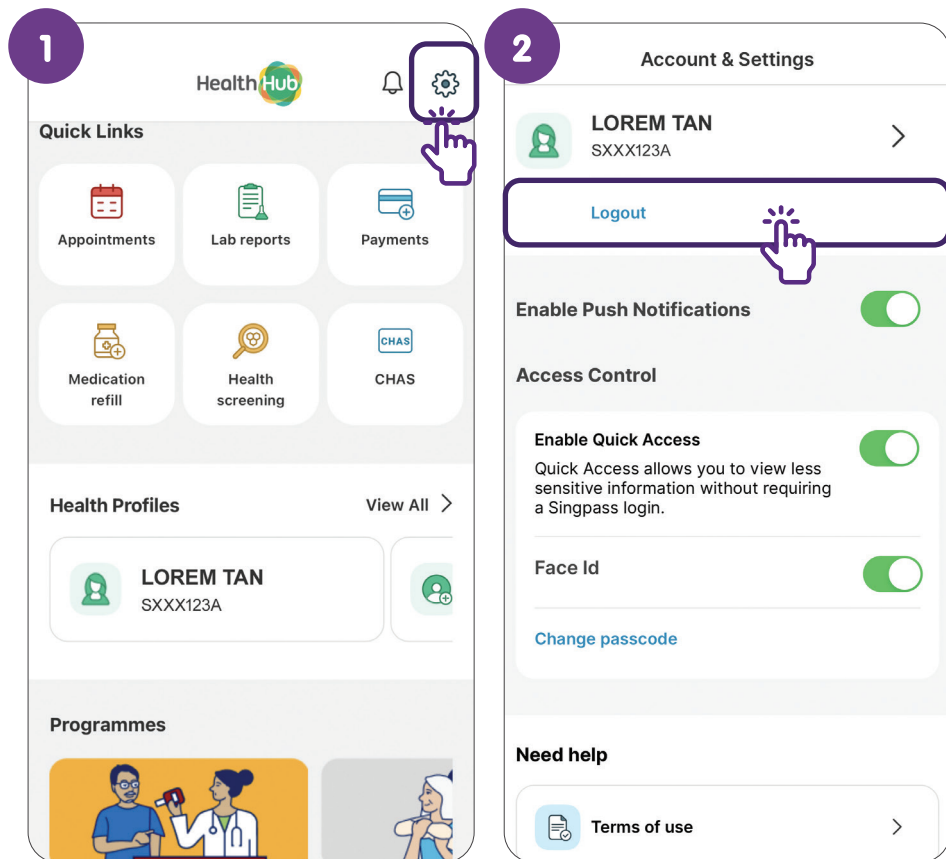 1
HealthHub
Quick Links
Appointments
Lab reports
Payments
Medication
refill
Health
screening
CHAS
CHAS
Health Profiles
View All
LOREM TAN
SXXX123A
Programmes
2
Account & Settings
LOREM TAN
SXXX123A
Logout
Enable Push Notifications
Access Control
Enable Quick Access
Quick Access allows you to view less
sensitive information without requiring
a Singpass login.
Face Id
Change passcode
Need help
Terms of use